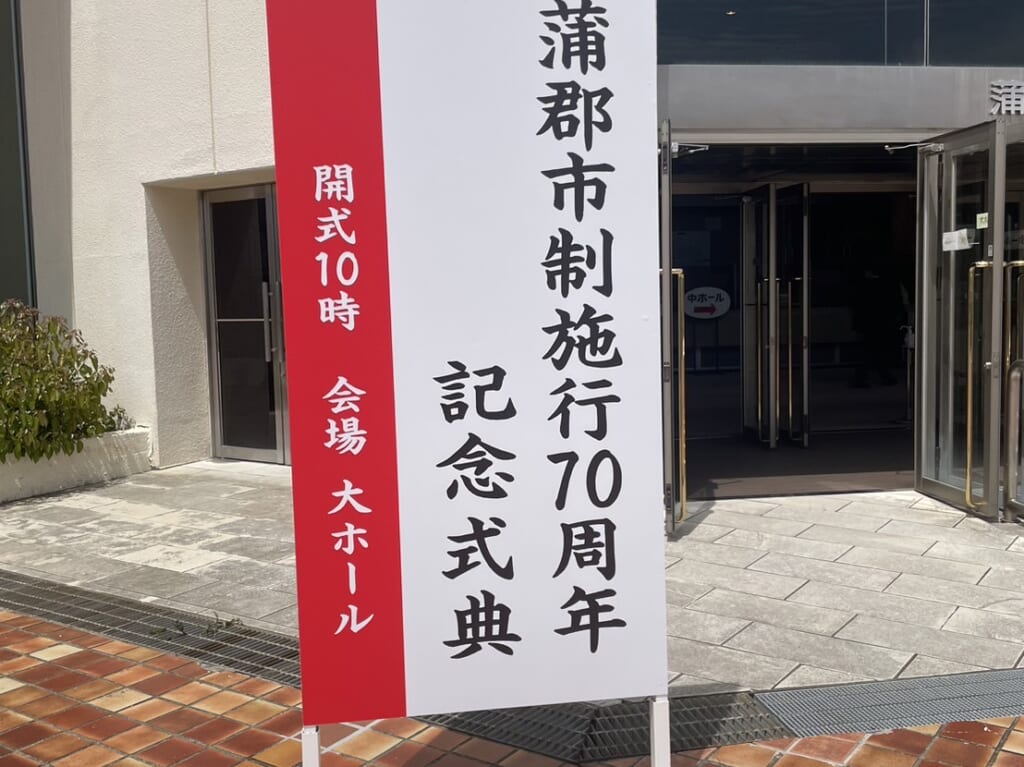 蒲郡市制施行70周年
記念式典
開式10時 会場 大ホール
中ホール
蒲